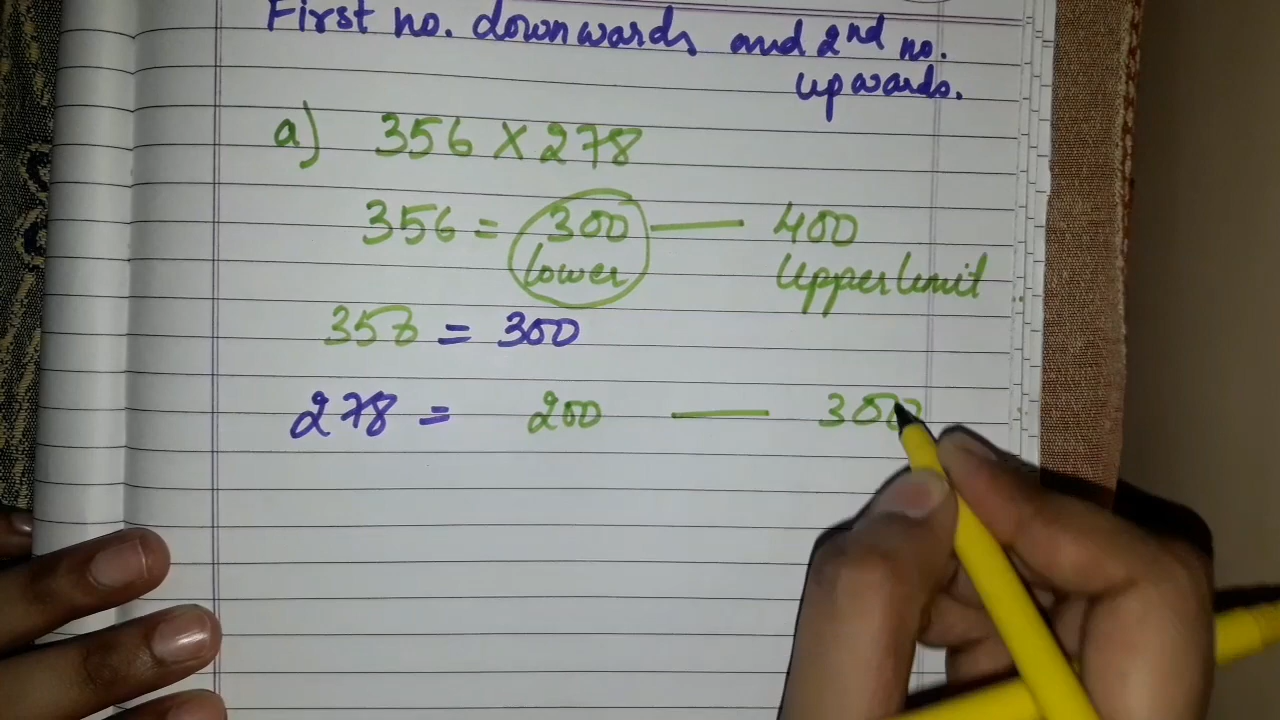 First no. downwards and 2nd no.
upwards.
a) 356 × 278
356 = 300 — 400
lower Upper limit
356 = 300
278 = 200 — 300